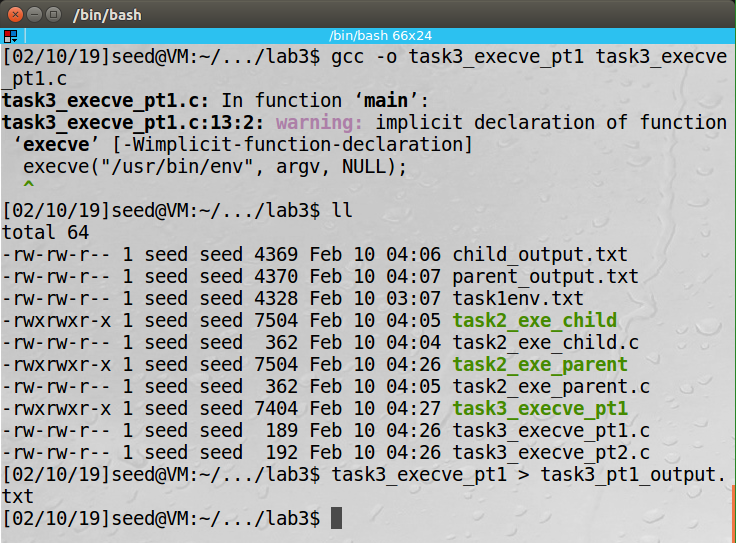 /bin/bash
/bin/bash 66x24
[02/10/19]seed@VM:~/.../lab3$ gcc -o task3_execve_pt1 task3_execve
_pt1.c
task3_execve_pt1.c: In function ‘main’:
task3_execve_pt1.c:13:2: warning: implicit declaration of function
 ‘execve’ [-Wimplicit-function-declaration]
  execve("/usr/bin/env", argv, NULL);
  ^
[02/10/19]seed@VM:~/.../lab3$ ll
total 64
-rw-rw-r-- 1 seed seed 4369 Feb 10 04:06 child_output.txt
-rw-rw-r-- 1 seed seed 4370 Feb 10 04:07 parent_output.txt
-rw-rw-r-- 1 seed seed 4328 Feb 10 03:07 task1env.txt
-rwxrwxr-x 1 seed seed 7504 Feb 10 04:05 task2_exe_child
-rw-rw-r-- 1 seed seed  362 Feb 10 04:04 task2_exe_child.c
-rwxrwxr-x 1 seed seed 7504 Feb 10 04:26 task2_exe_parent
-rw-rw-r-- 1 seed seed  362 Feb 10 04:05 task2_exe_parent.c
-rwxrwxr-x 1 seed seed 7404 Feb 10 04:27 task3_execve_pt1
-rw-rw-r-- 1 seed seed  189 Feb 10 04:26 task3_execve_pt1.c
-rw-rw-r-- 1 seed seed  192 Feb 10 04:26 task3_execve_pt2.c
[02/10/19]seed@VM:~/.../lab3$ task3_execve_pt1 > task3_pt1_output.
txt
[02/10/19]seed@VM:~/.../lab3$